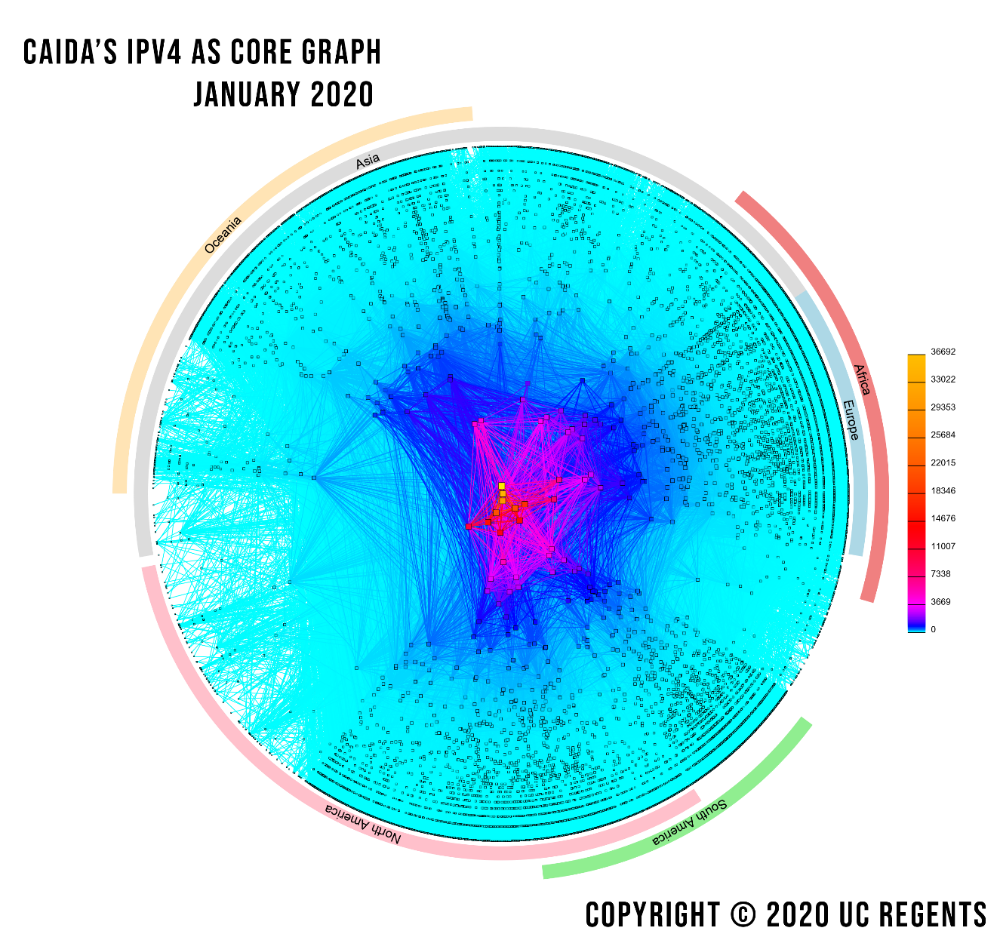 CAIDA'S IPV4 AS CORE GRAPH
JANUARY 2020
Asia
Oceania
Africa
Europe
36692
33022
29353
25684
22015
18346
14676
11007
7338
3669
0
North America
South America
COPYRIGHT © 2020 UC REGENTS